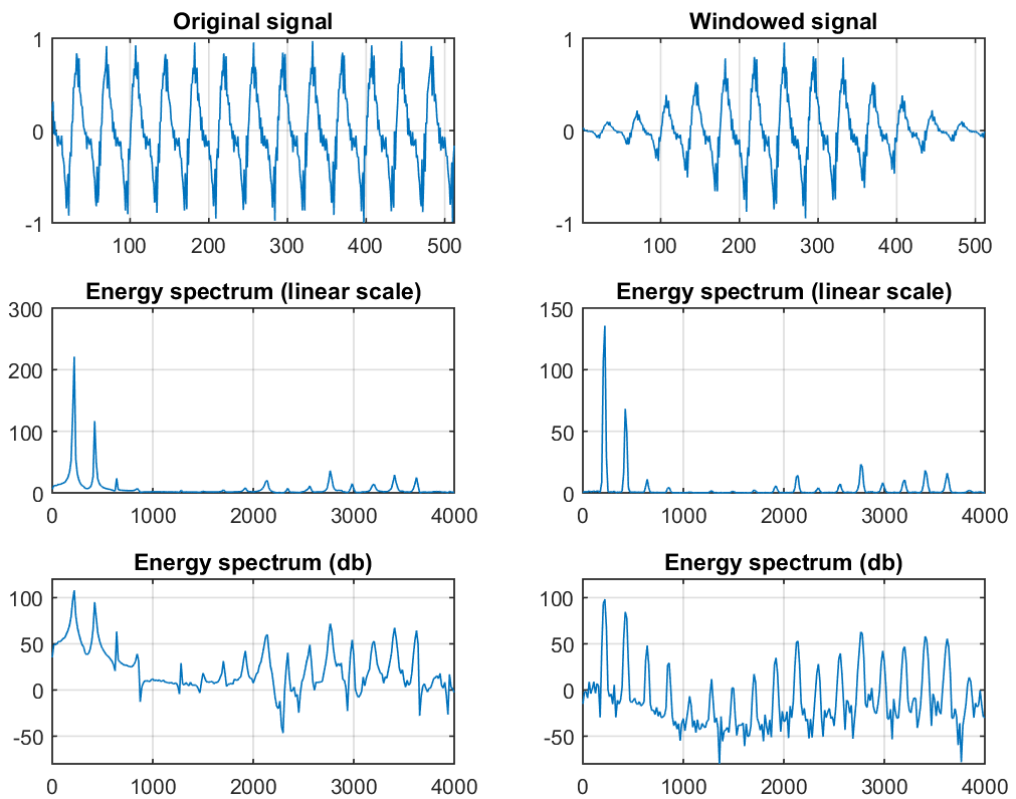 Original signal
1
0
-1
100 200 300 400 500
Windowed signal
1
0
-1
100 200 300 400 500
Energy spectrum (linear scale)
300
200
100
0
0 1000 2000 3000 4000
Energy spectrum (linear scale)
150
100
50
0
0 1000 2000 3000 4000
Energy spectrum (db)
100
50
0
-50
0 1000 2000 3000 4000
Energy spectrum (db)
100
50
0
-50
0 1000 2000 3000 4000